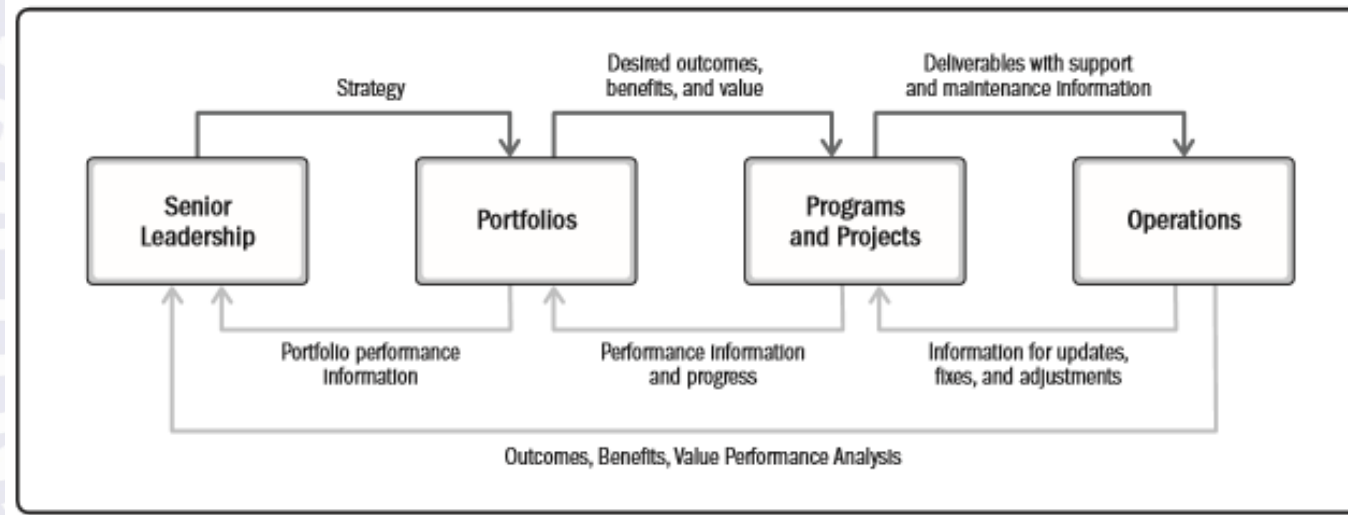 Strategy
Desired outcomes,
benefits, and value
Deliverables with support
and maintenance information
Senior
Leadership
Portfolios
Programs
and Projects
Operations
Portfolio performance
information
Performance information
and progress
Information for updates,
fixes, and adjustments
Outcomes, Benefits, Value Performance Analysis